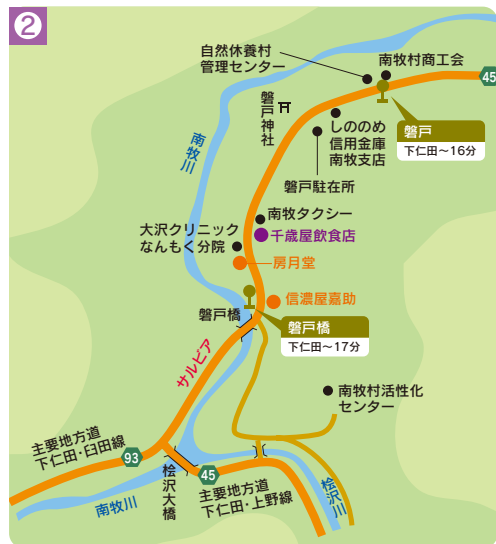 2
自然休養村
管理センター
南牧村商工会
45
磐戸神社
南牧川
しののめ
信用金庫
南牧支店
磐戸
下仁田〜16分
磐戸駐在所
南牧タクシー
千歳屋飲食店
大沢クリニック
なんもく分院
房月堂
信濃屋嘉助
磐戸橋
磐戸橋
下仁田〜17分
サルビア
南牧村活性化
センター
主要地方道
下仁田・臼田線
93
桧沢大橋
45
主要地方道
下仁田・上野線
南牧川
桧沢川